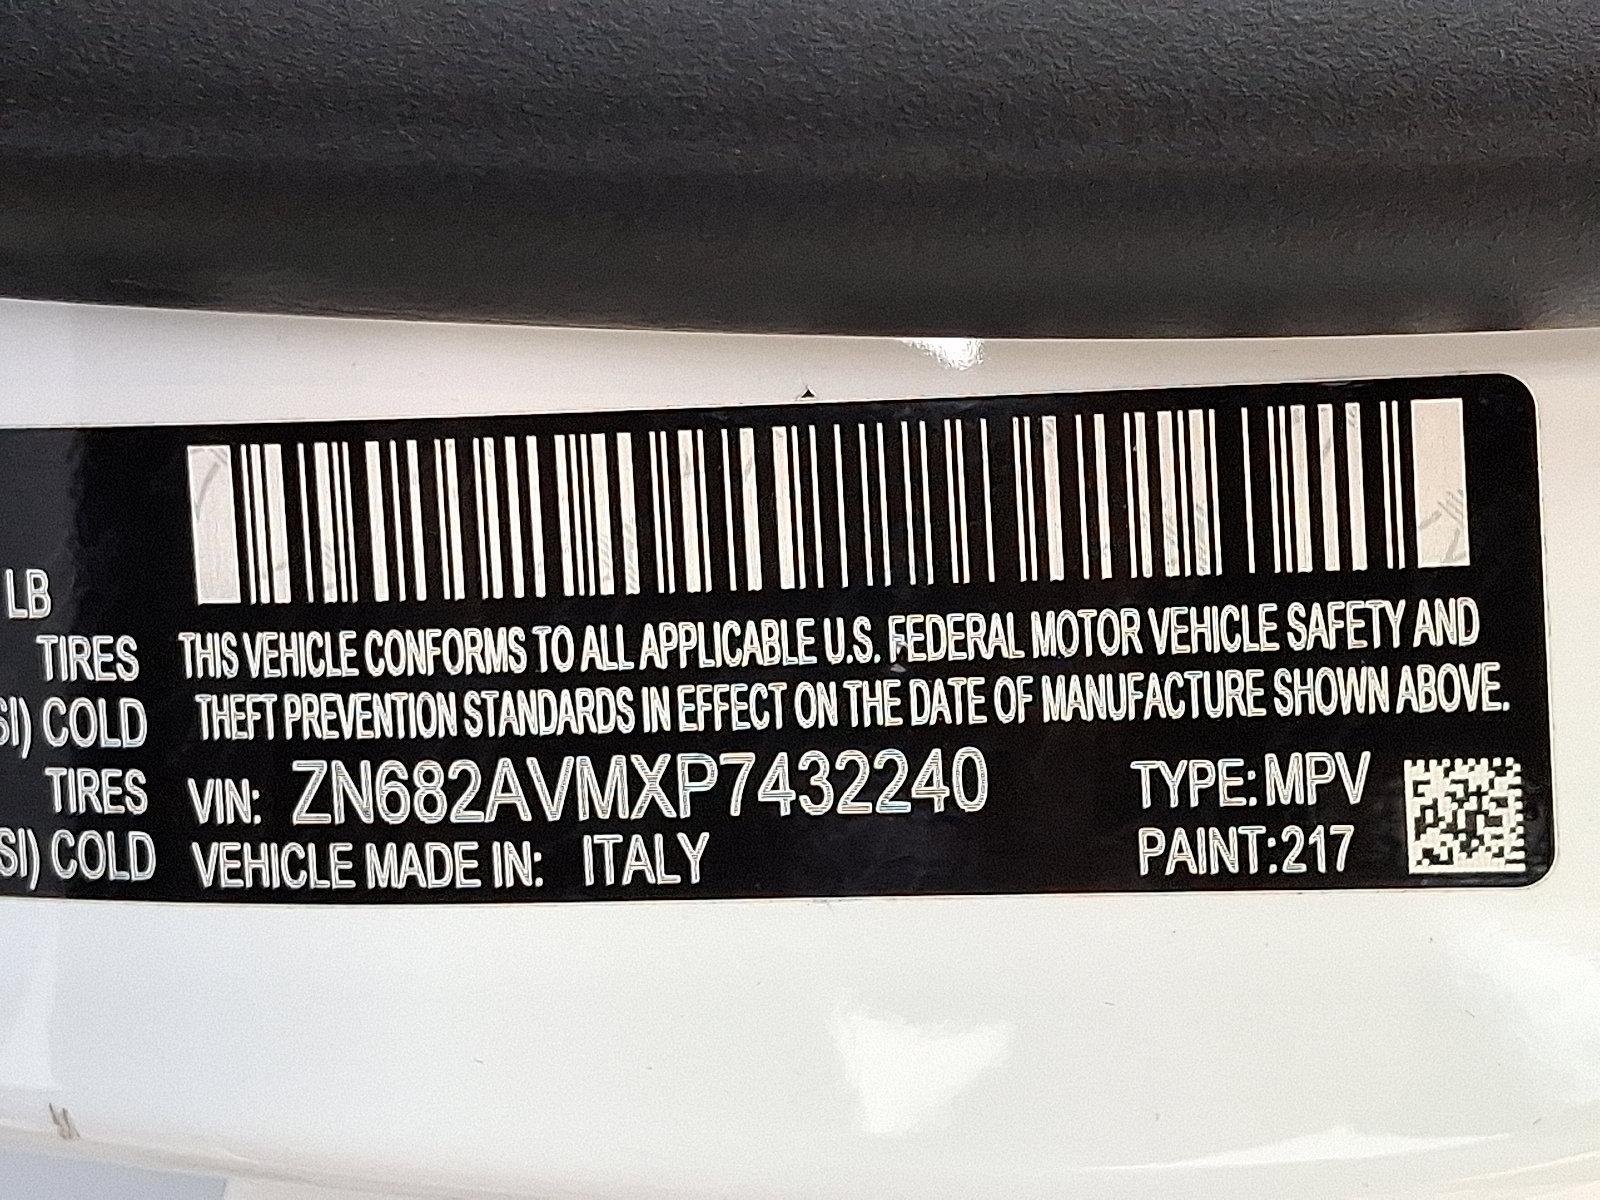 LB
TIRES
SI) COLD
TIRES
SI) COLD
THIS VEHICLE CONFORMS TO ALL APPLICABLE U.S. FEDERAL MOTOR VEHICLE SAFETY AND
THEFT PREVENTION STANDARDS IN EFFECT ON THE DATE OF MANUFACTURE SHOWN ABOVE.
VIN: ZN682AVMXP7432240 TYPE: MPV
VEHICLE MADE IN: ITALY PAINT:217